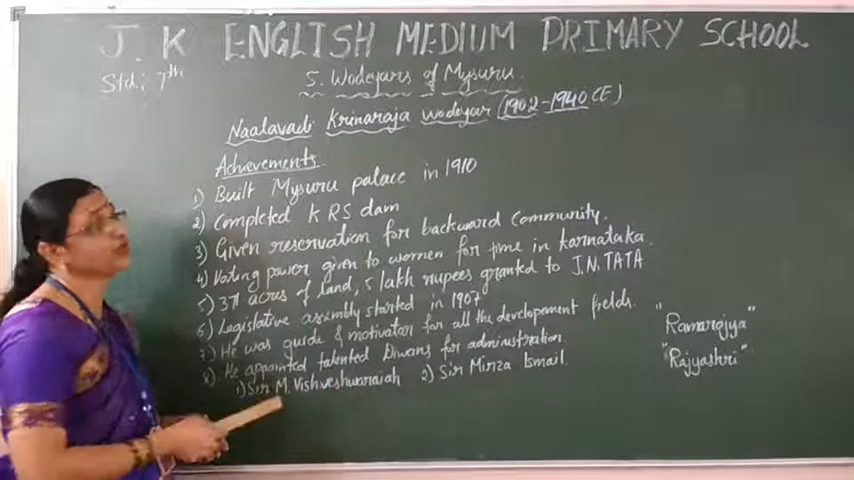 J. K ENGLISH MEDIUM PRIMARY SCHOOL
Std: 7th
5. Wodeyars of Mysuru.
Naalavadi Krinaraja wodeyar (1902-1940 CE)
Achievements
1) Built Mysuru palace in 1910
2) Completed KRS dam
3) Given reservation for backward Community.
4) Voting power given to women for time in Karnataka
5) 371 acres of land, 5 lakh rupees granted to J.N.TATA
6) Legislative assembly started in 1907
7) He was guide & motivator for all the development fields.
8) He appointed talented Diwans for administration.
1) Sir M. Vishweshwaraiah 2) Sir Mirza Ismail.
"Ramarajya"
"Rajyashri"